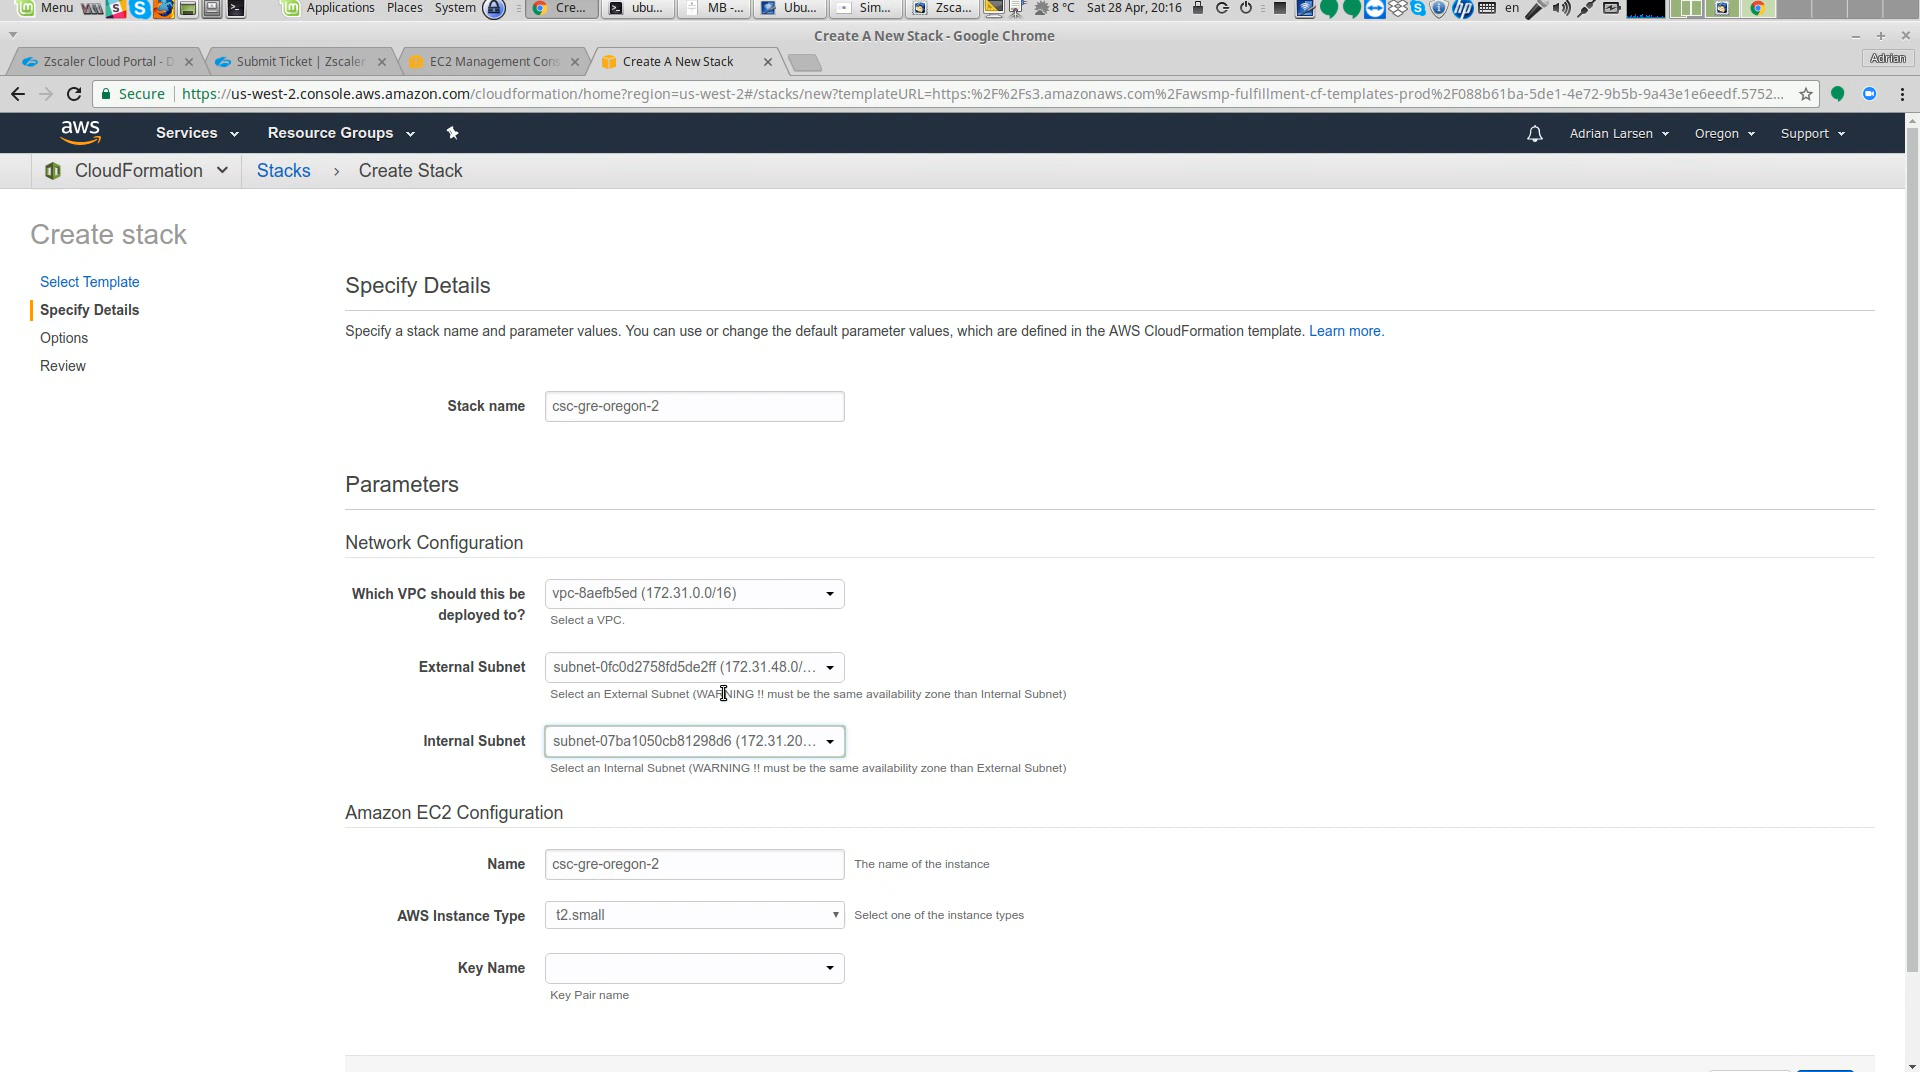 Menu Applications Places System Cre... ubu... MB -... Ubu... Sim... Zsca... 8 °C Sat 28 Apr, 20:16 en
Create A New Stack - Google Chrome
Zscaler Cloud Portal - D Submit Ticket | Zscaler EC2 Management Cons Create A New Stack Adrian
Secure https://us-west-2.console.aws.amazon.com/cloudformation/home?region=us-west-2#/stacks/new?templateURL=https:%2F%2Fs3.amazonaws.com%2Fawsmp-fulfillment-cf-templates-prod%2F088b61ba-5de1-4e72-9b5b-9a43e1e6eedf.5752...
aws Services Resource Groups Adrian Larsen Oregon Support
CloudFormation Stacks › Create Stack
Create stack
Select Template
Specify Details
Options
Review
Specify Details
Specify a stack name and parameter values. You can use or change the default parameter values, which are defined in the AWS CloudFormation template. Learn more.
Stack name csc-gre-oregon-2
Parameters
Network Configuration
Which VPC should this be deployed to? vpc-8aefb5ed (172.31.0.0/16)
Select a VPC.
External Subnet subnet-0fc0d2758fd5de2ff (172.31.48.0/...
Select an External Subnet (WARNING !! must be the same availability zone than Internal Subnet)
Internal Subnet subnet-07ba1050cb81298d6 (172.31.20...
Select an Internal Subnet (WARNING !! must be the same availability zone than External Subnet)
Amazon EC2 Configuration
Name csc-gre-oregon-2 The name of the instance
AWS Instance Type t2.small Select one of the instance types
Key Name
Key Pair name